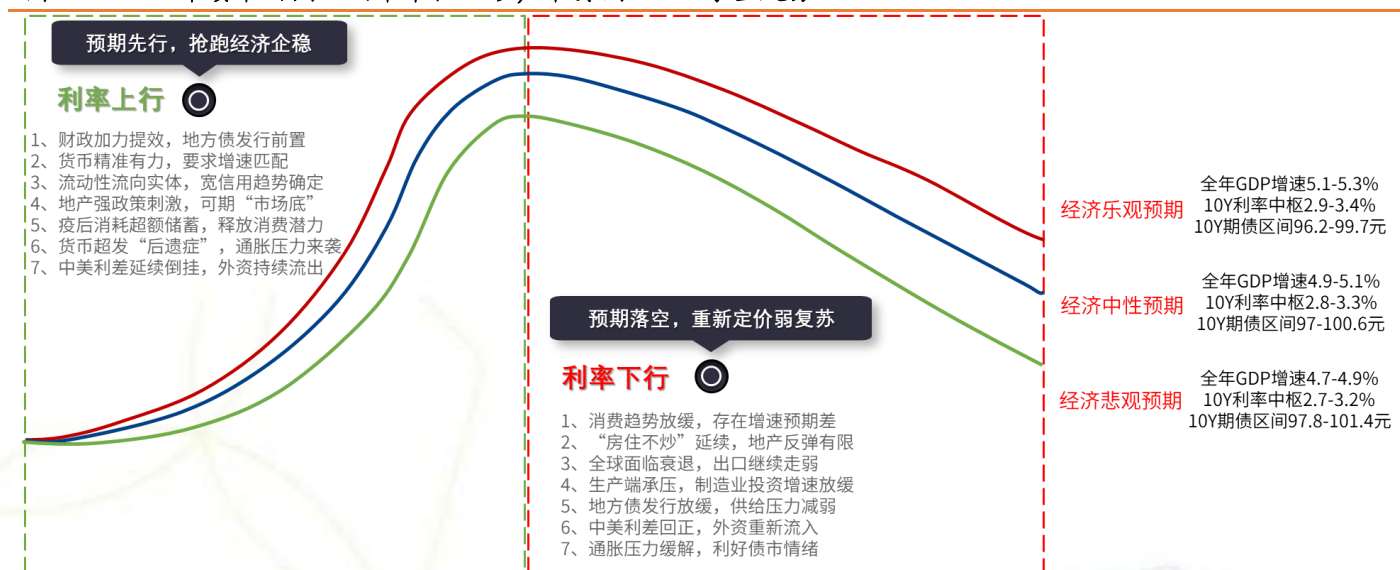 预期先行，抢跑经济企稳
利率上行
1、财政加力提效，地方债发行前置
2、货币精准有力，要求增速匹配
3、流动性流向实体，宽信用趋势确定
4、地产强政策刺激，可期“市场底”
5、疫后消耗超额储蓄，释放消费潜力
6、货币超发“后遗症”，通胀压力来袭
7、中美利差延续倒挂，外资持续流出
预期落空，重新定价弱复苏
利率下行
1、消费趋势放缓，存在增速预期差
2、“房住不炒”延续，地产反弹有限
3、全球面临衰退，出口继续走弱
4、生产端承压，制造业投资增速放缓
5、地方债发行放缓，供给压力减弱
6、中美利差回正，外资重新流入
7、通胀压力缓解，利好债市情绪
经济乐观预期
全年GDP增速5.1-5.3%
10Y利率中枢2.9-3.4%
10Y期债区间96.2-99.7元
经济中性预期
全年GDP增速4.9-5.1%
10Y利率中枢2.8-3.3%
10Y期债区间97-100.6元
经济悲观预期
全年GDP增速4.7-4.9%
10Y利率中枢2.7-3.2%
10Y期债区间97.8-101.4元